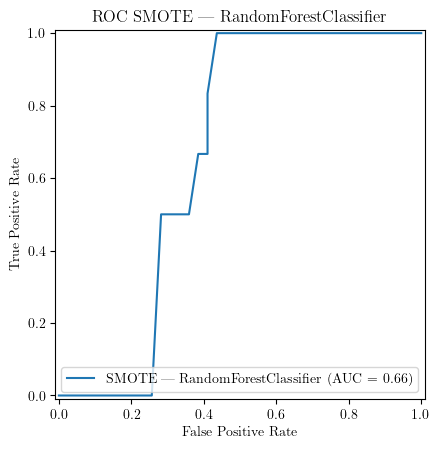 ROC SMOTE — RandomForestClassifier
1.0
0.8
0.6
0.4
0.2
0.0
True Positive Rate
SMOTE — RandomForestClassifier (AUC = 0.66)
0.0 0.2 0.4 0.6 0.8 1.0
False Positive Rate